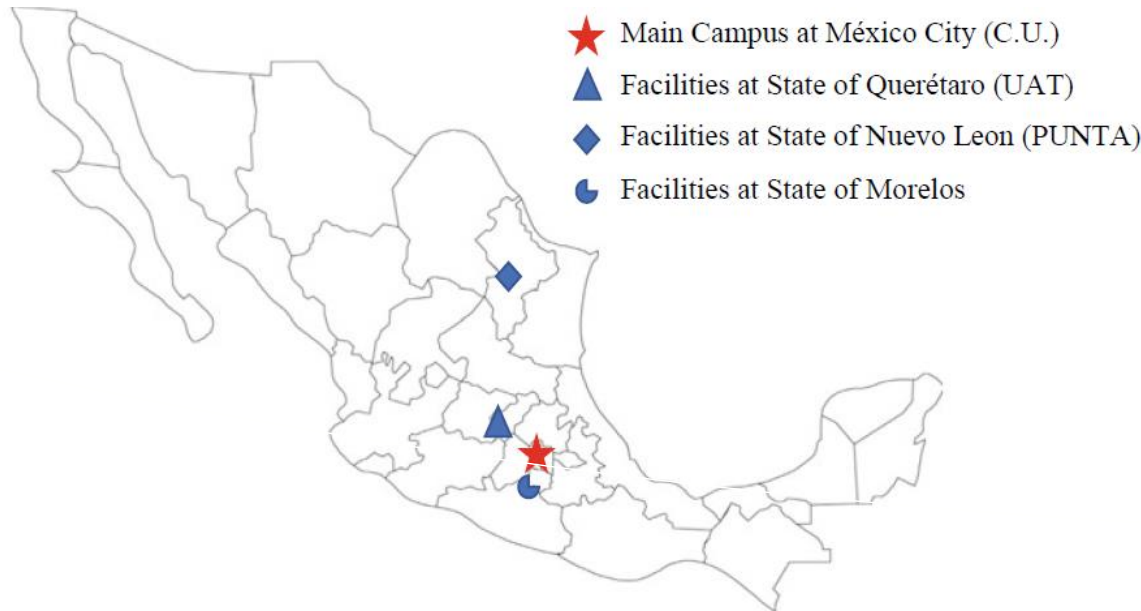 Main Campus at México City (C.U.)
Facilities at State of Querétaro (UAT)
Facilities at State of Nuevo Leon (PUNTA)
Facilities at State of Morelos